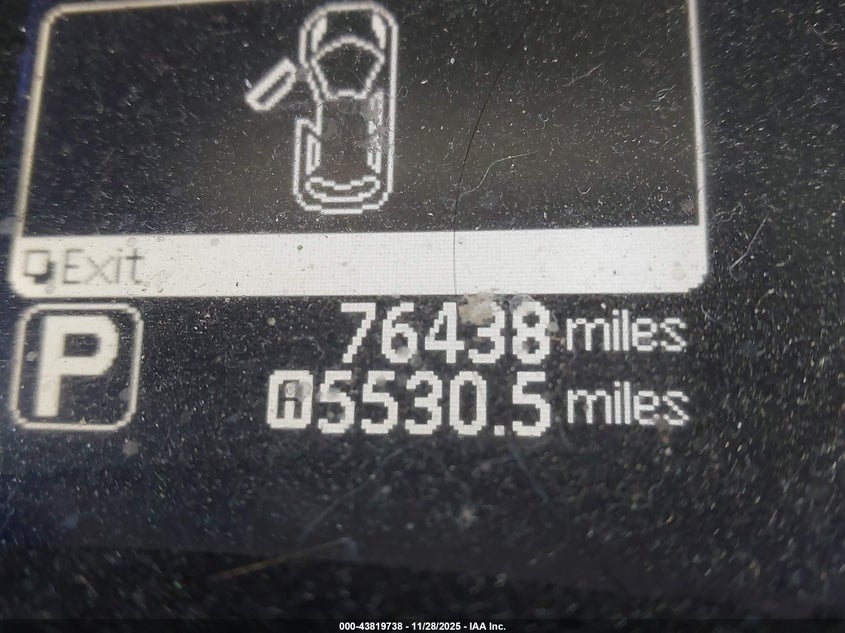 Exit
P
76438 miles
A 5530.5 miles
000-43819738 - 11/28/2025 - IAA Inc.